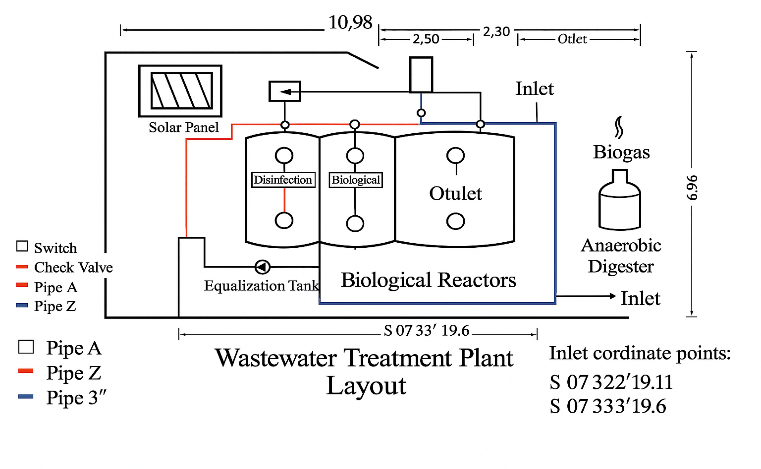 10,98
2,50
2,30
Otlet
Inlet
Solar Panel
Biogas
Disinfection
Biological
Otulet
6.96
Anaerobic
Digester
Switch
Check Valve
Pipe A
Pipe Z
Equalization Tank
Biological Reactors
Inlet
S 07 33′ 19.6
Pipe A
Pipe Z
Pipe 3″
Wastewater Treatment Plant
Layout
Inlet cordinate points:
S 07 322′19.11
S 07 333′19.6